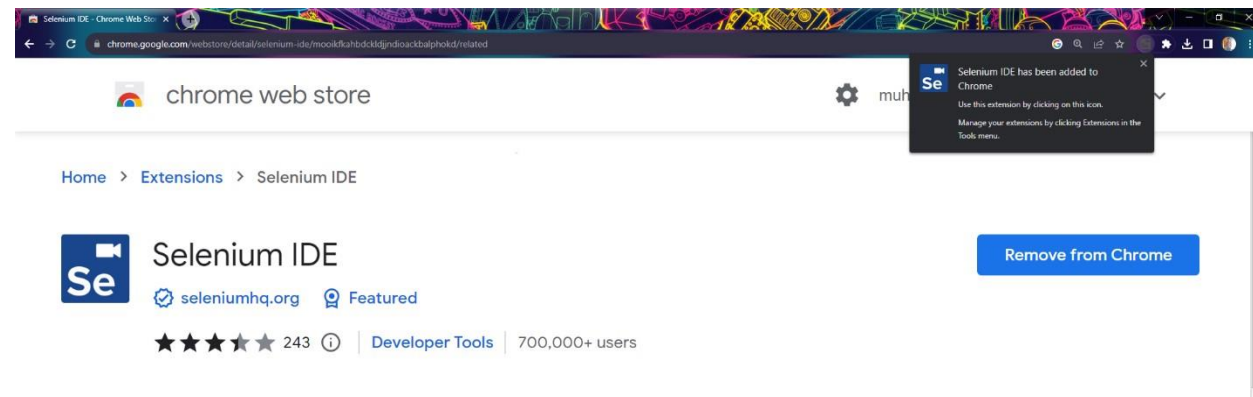 Selenium IDE - Chrome Web Sto
chrome.google.com/webstore/detail/selenium-ide/mooikfkahbdckldjjndioackbalphokd/related
chrome web store
muh
Se
Selenium IDE has been added to
Chrome
Use this extension by clicking on this icon.
Manage your extensions by clicking Extensions in the
Tools menu.
Home > Extensions > Selenium IDE
Se
Selenium IDE
Remove from Chrome
seleniumhq.org Featured
243 Developer Tools 700,000+ users